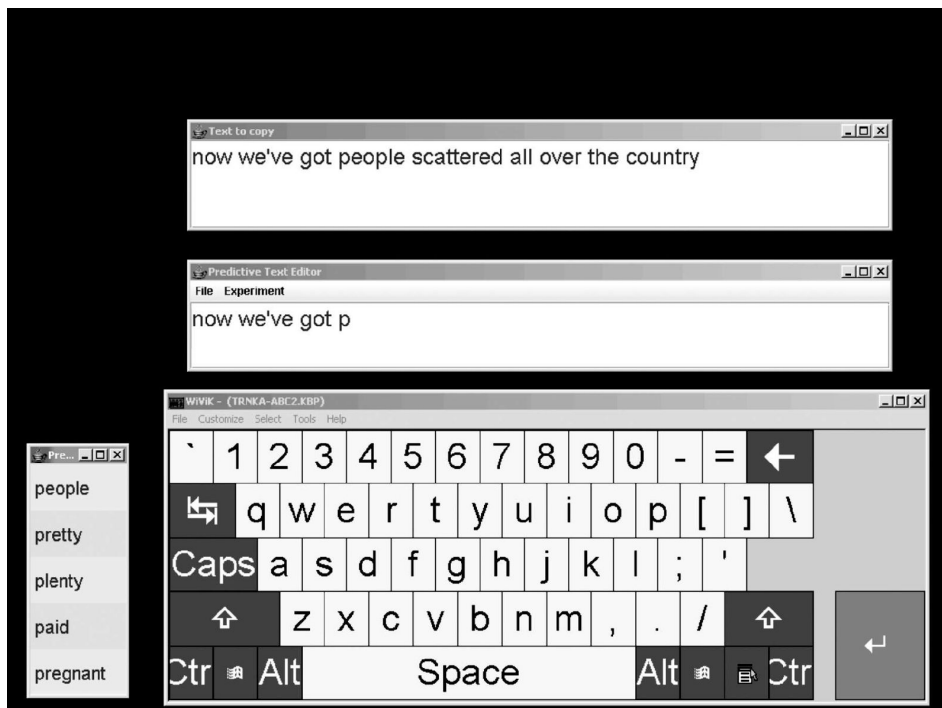 Text to copy
now we've got people scattered all over the country
Predictive Text Editor
File Experiment
now we've got p
WiViK - (TRNKA-ABC2.KBP)
File Customize Select Tools Help
` 1 2 3 4 5 6 7 8 9 0 - =
q w e r t y u i o p [ ] \
Caps a s d f g h j k l ; '
z x c v b n m , . /
Ctr Alt Space Alt Ctr
Pre...
people
pretty
plenty
paid
pregnant